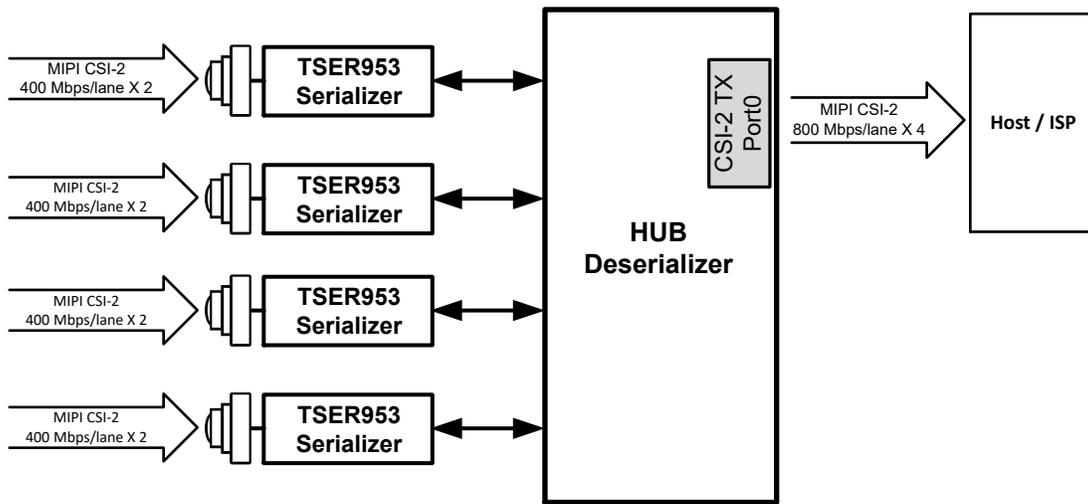 MIPI CSI-2
400 Mbps/lane X 2
TSER953
Serializer
MIPI CSI-2
400 Mbps/lane X 2
TSER953
Serializer
MIPI CSI-2
400 Mbps/lane X 2
TSER953
Serializer
MIPI CSI-2
400 Mbps/lane X 2
TSER953
Serializer
HUB
Deserializer
CSI-2 TX
Port0
MIPI CSI-2
800 Mbps/lane X 4
Host / ISP